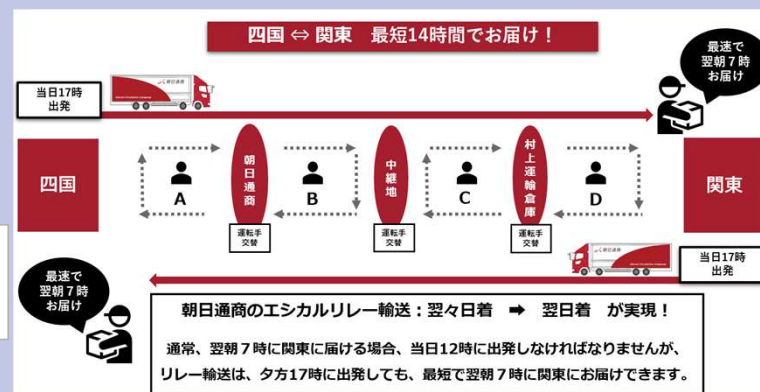 四国 ⇔ 関東 最短14時間でお届け！
最速で
翌朝７時
お届け
当日17時
出発
朝日通商
四国
A
朝日通商
B
中継地
C
村上運輸倉庫
D
関東
運転手
交替
運転手
交替
運転手
交替
朝日通商
当日17時
出発
最速で
翌朝７時
お届け
朝日通商のエシカルリレー輸送：翌々日着 ➡ 翌日着 が実現！
通常、翌朝７時に関東に届ける場合、当日12時に出発しなければなりませんが、
リレー輸送は、夕方17時に出発しても、最短で翌朝７時に関東にお届けできます。